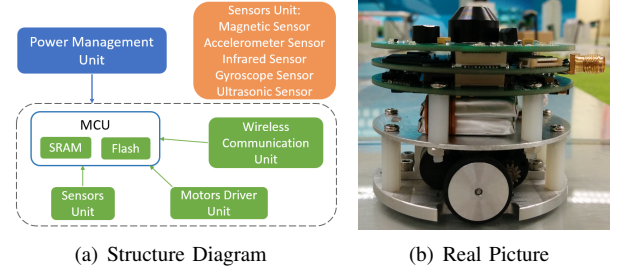 Power Management
Unit
Sensors Unit:
Magnetic Sensor
Accelerometer Sensor
Infrared Sensor
Gyroscope Sensor
Ultrasonic Sensor
MCU
SRAM
Flash
Wireless
Communication
Unit
Sensors
Unit
Motors Driver
Unit
(a) Structure Diagram
(b) Real Picture